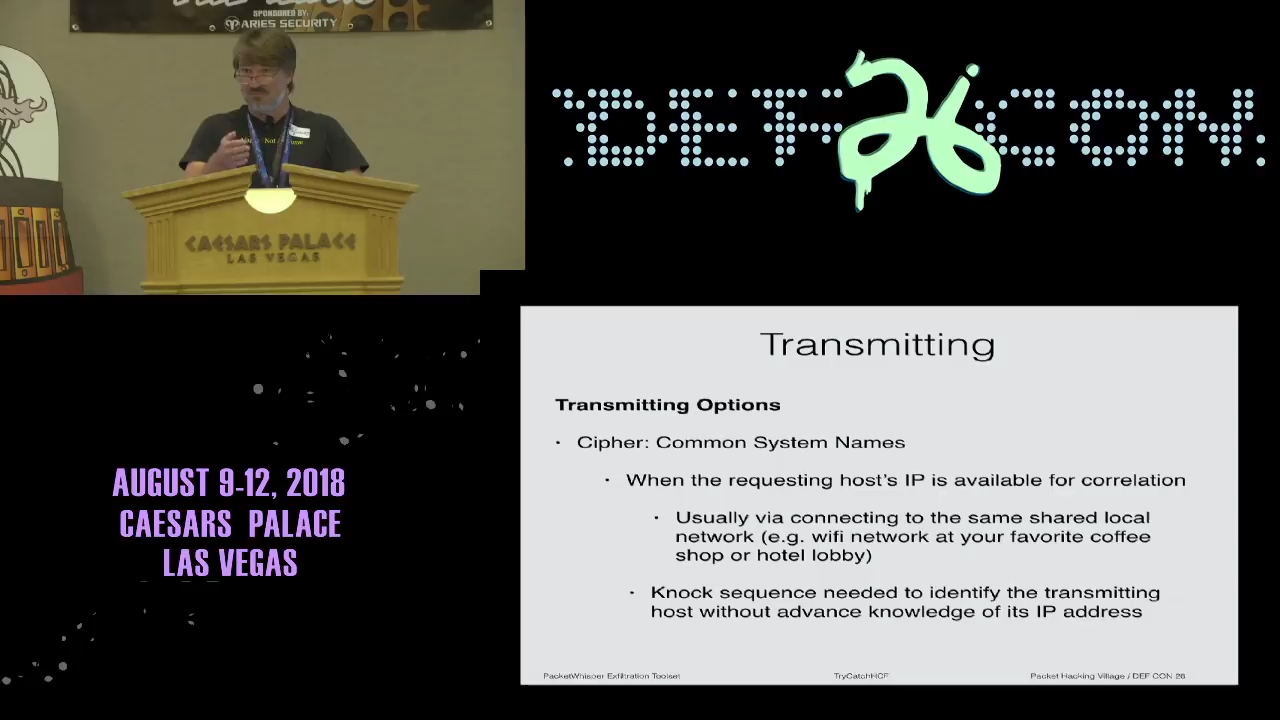 SPONSORED BY:
ARIES SECURITY
CAESARS PALACE
LAS VEGAS
DEF CON
26
Transmitting
Transmitting Options
· Cipher: Common System Names
· When the requesting host's IP is available for correlation
· Usually via connecting to the same shared local
network (e.g. wifi network at your favorite coffee
shop or hotel lobby)
· Knock sequence needed to identify the transmitting
host without advance knowledge of its IP address
PacketWhisper Exfiltration Toolset
TryCatchHCF
Packet Hacking Village / DEF CON 26
AUGUST 9-12, 2018
CAESARS PALACE
LAS VEGAS